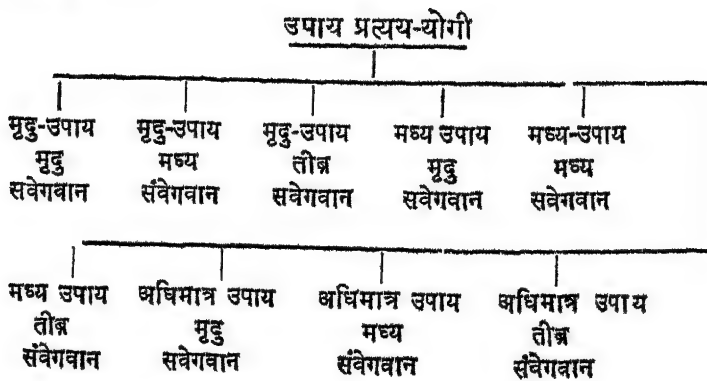 उपाय प्रत्यय-योगी
मृदु-उपाय मृदु-उपाय मृदु-उपाय मध्य उपाय मध्य-उपाय
मृदु मध्य तीब्र मृदु मध्य
सवेगवान संवेगवान सवेगवान सवेगवान सवेगवान
मध्य उपाय अधिमात्र उपाय अधिमात्र उपाय अधिमात्र उपाय
तीब्र मृदु मध्य तीब्र
संवेगवान सवेगवान संवेगवान संवेगवान